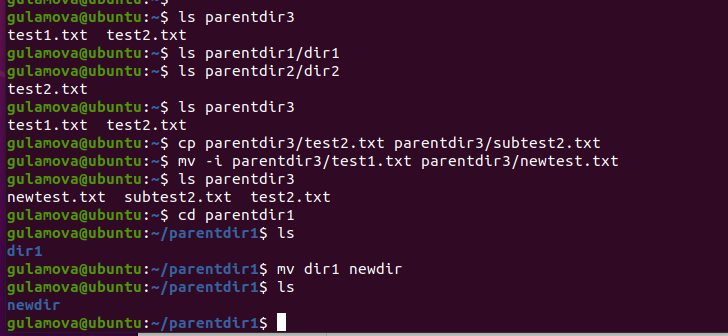 gulamova@ubuntu:~$ ls parentdir3
test1.txt  test2.txt
gulamova@ubuntu:~$ ls parentdir1/dir1
gulamova@ubuntu:~$ ls parentdir2/dir2
test2.txt
gulamova@ubuntu:~$ ls parentdir3
test1.txt  test2.txt
gulamova@ubuntu:~$ cp parentdir3/test2.txt parentdir3/subtest2.txt
gulamova@ubuntu:~$ mv -i parentdir3/test1.txt parentdir3/newtest.txt
gulamova@ubuntu:~$ ls parentdir3
newtest.txt  subtest2.txt  test2.txt
gulamova@ubuntu:~$ cd parentdir1
gulamova@ubuntu:~/parentdir1$ ls
dir1
gulamova@ubuntu:~/parentdir1$ mv dir1 newdir
gulamova@ubuntu:~/parentdir1$ ls
newdir
gulamova@ubuntu:~/parentdir1$